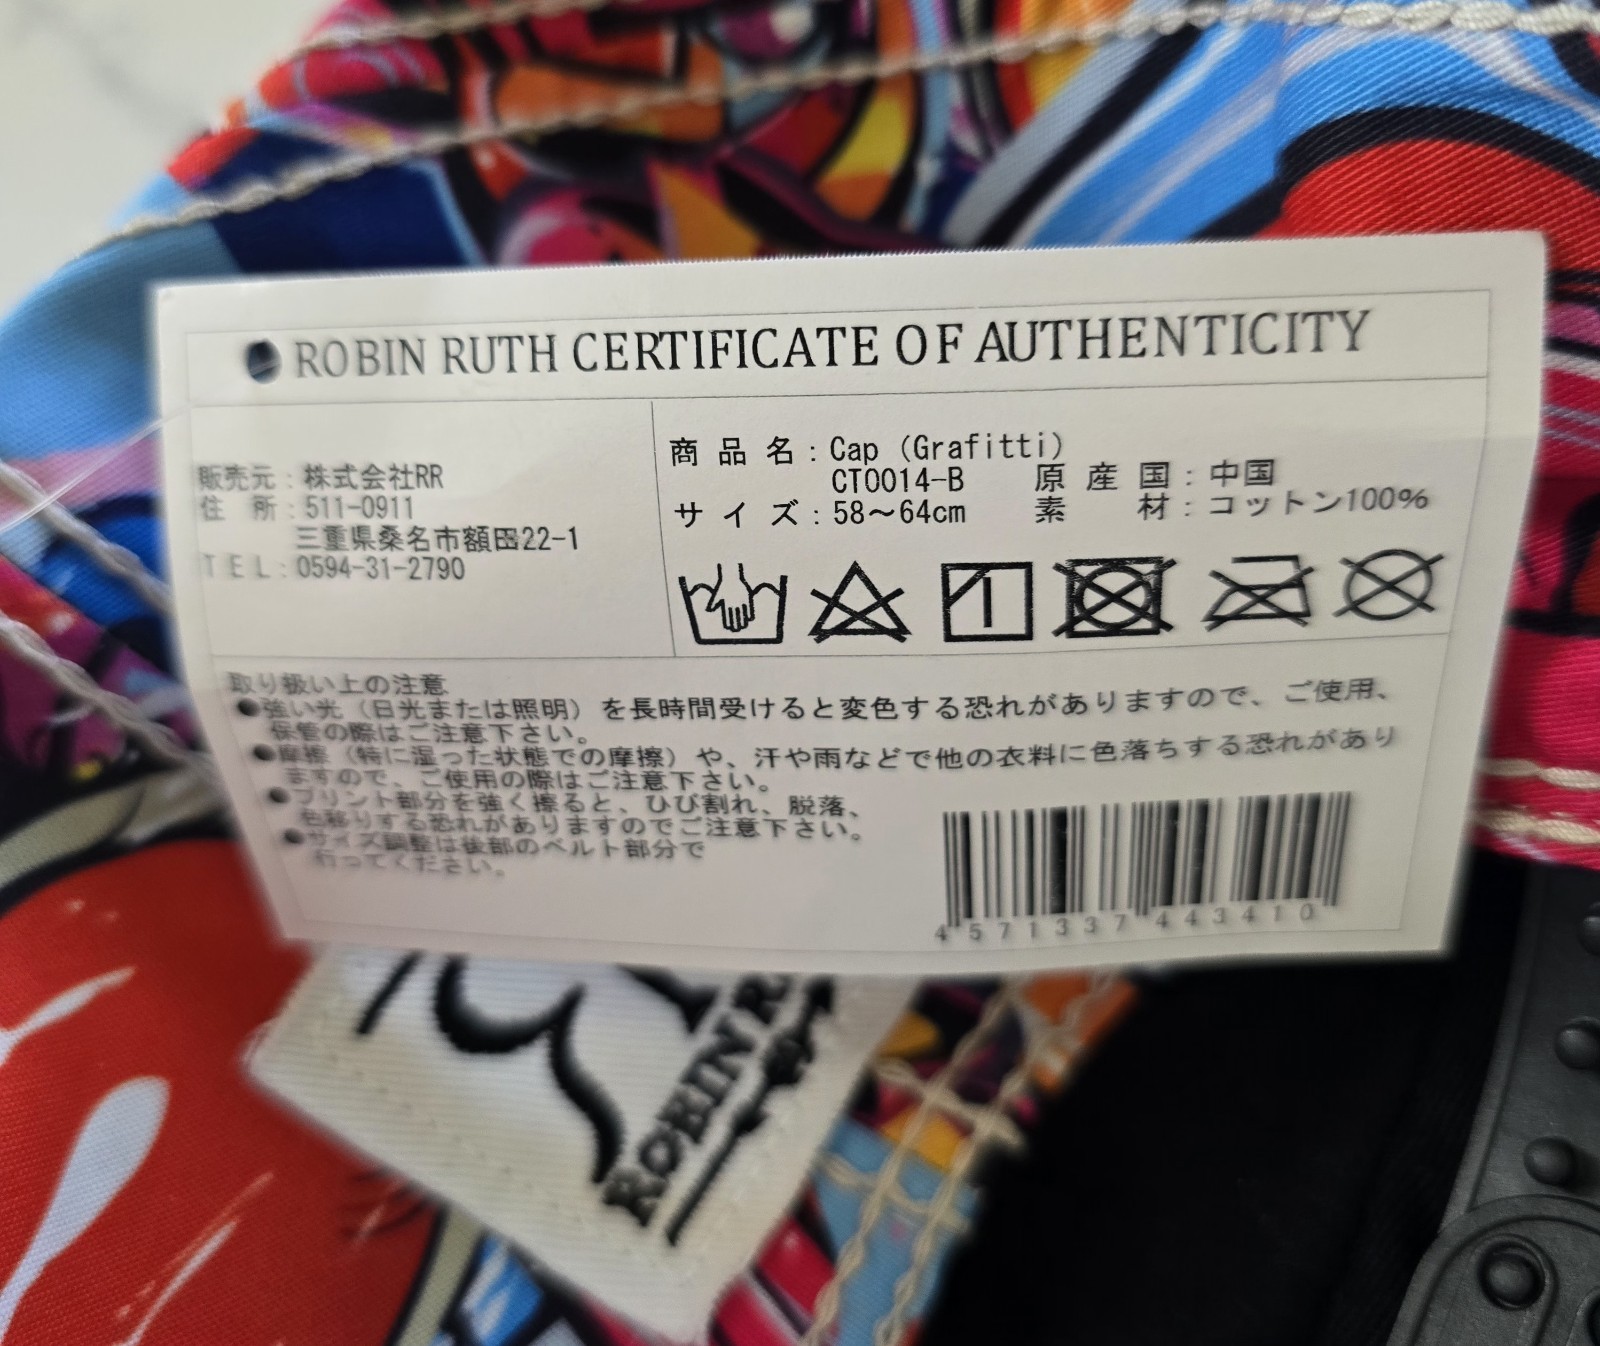 ROBIN RUTH CERTIFICATE OF AUTHENTICITY
販売元：株式会社RR
住 所：511-0911
三重県桑名市額田22-1
TEL：0594-31-2790
商 品 名：Cap (Grafitti)
CT0014-B 原 産 国：中国
サ イ ズ：58〜64cm 素 材：コットン100%
取り扱い上の注意
●強い光（日光または照明）を長時間受けると変色する恐れがありますので、ご使用、
保管の際はご注意下さい。
●摩擦（特に湿った状態での摩擦）や、汗や雨などで他の衣料に色落ちする恐れがあり
ますので、ご使用の際はご注意下さい。
●プリント部分を強く擦ると、ひび割れ、脱落、
色移りする恐れがありますのでご注意下さい。
●サイズ調整は後部のベルト部分で
行ってください。
4571337443410
ROBIN